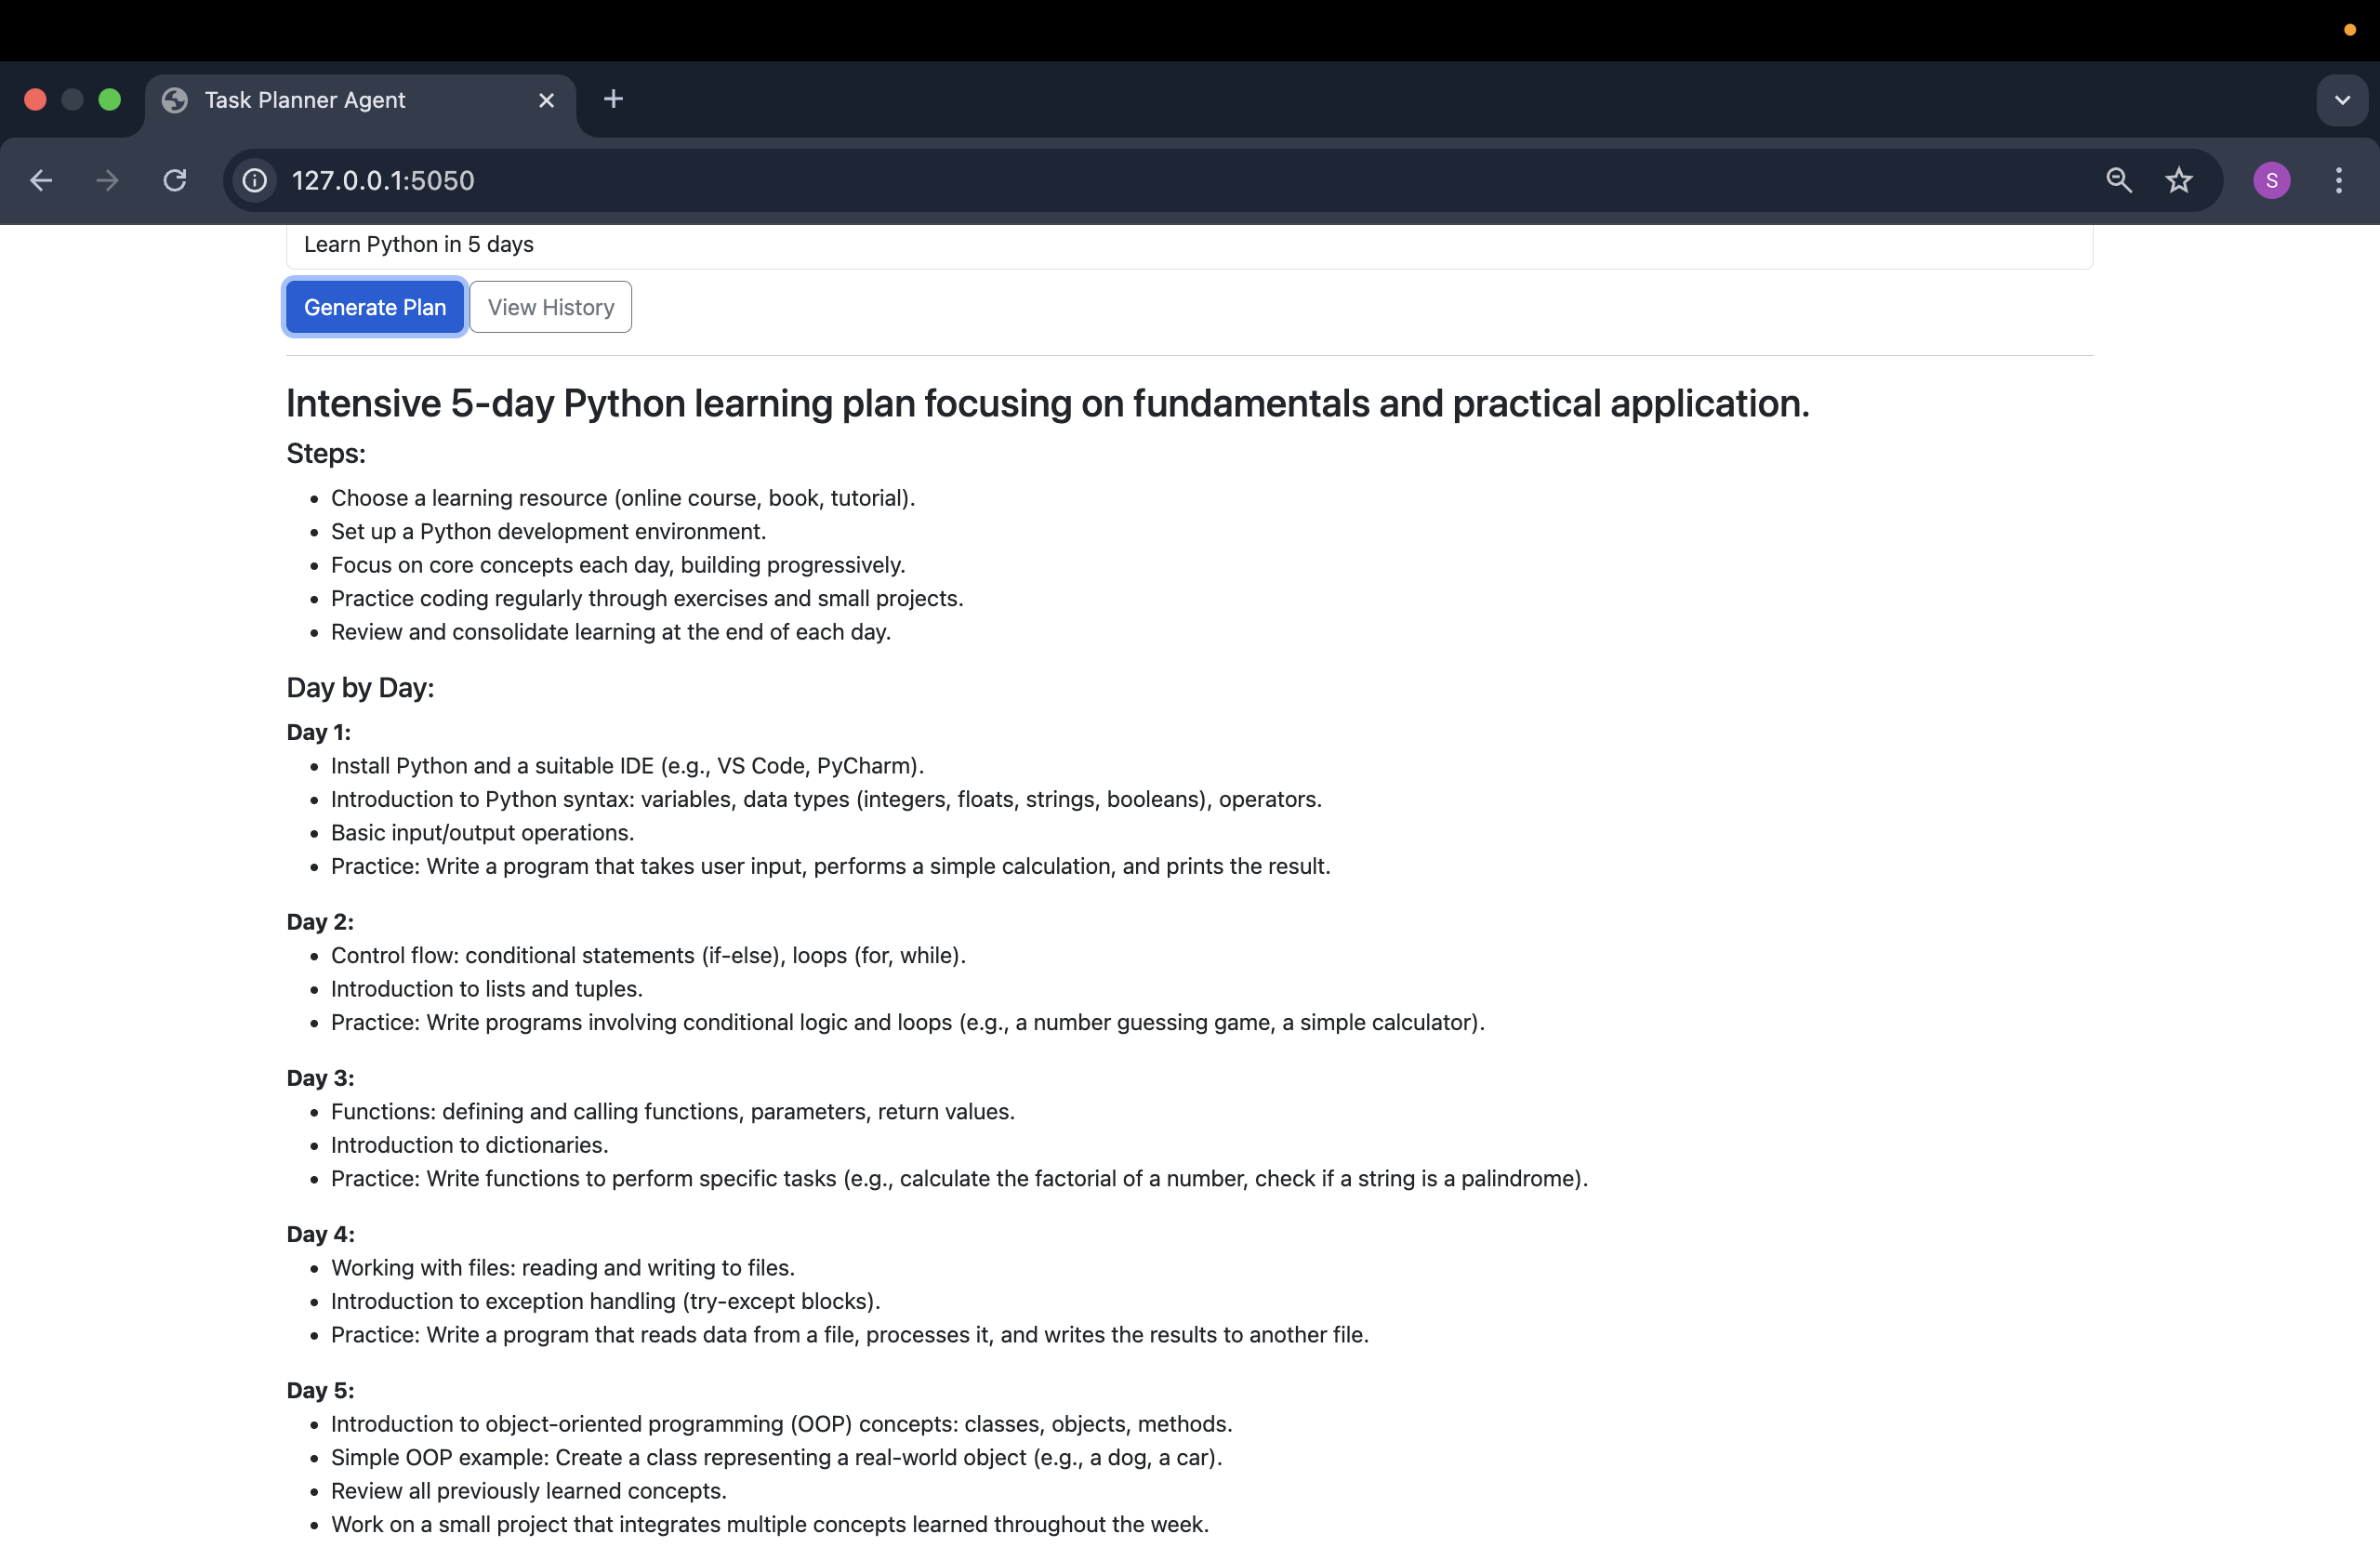 Task Planner Agent
127.0.0.1:5050
S
Learn Python in 5 days
Generate Plan
View History
Intensive 5-day Python learning plan focusing on fundamentals and practical application.
Steps:
• Choose a learning resource (online course, book, tutorial).
• Set up a Python development environment.
• Focus on core concepts each day, building progressively.
• Practice coding regularly through exercises and small projects.
• Review and consolidate learning at the end of each day.
Day by Day:
Day 1:
• Install Python and a suitable IDE (e.g., VS Code, PyCharm).
• Introduction to Python syntax: variables, data types (integers, floats, strings, booleans), operators.
• Basic input/output operations.
• Practice: Write a program that takes user input, performs a simple calculation, and prints the result.
Day 2:
• Control flow: conditional statements (if-else), loops (for, while).
• Introduction to lists and tuples.
• Practice: Write programs involving conditional logic and loops (e.g., a number guessing game, a simple calculator).
Day 3:
• Functions: defining and calling functions, parameters, return values.
• Introduction to dictionaries.
• Practice: Write functions to perform specific tasks (e.g., calculate the factorial of a number, check if a string is a palindrome).
Day 4:
• Working with files: reading and writing to files.
• Introduction to exception handling (try-except blocks).
• Practice: Write a program that reads data from a file, processes it, and writes the results to another file.
Day 5:
• Introduction to object-oriented programming (OOP) concepts: classes, objects, methods.
• Simple OOP example: Create a class representing a real-world object (e.g., a dog, a car).
• Review all previously learned concepts.
• Work on a small project that integrates multiple concepts learned throughout the week.